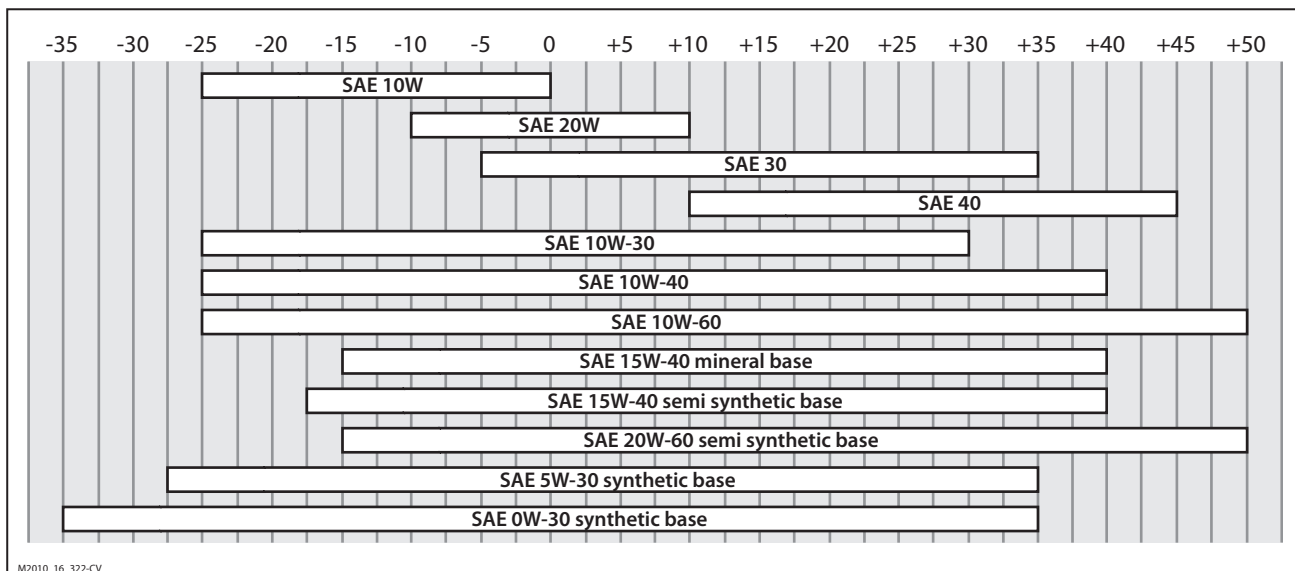 -35 -30 -25 -20 -15 -10 -5 0 +5 +10 +15 +20 +25 +30 +35 +40 +45 +50
SAE 10W
SAE 20W
SAE 30
SAE 40
SAE 10W-30
SAE 10W-40
SAE 10W-60
SAE 15W-40 mineral base
SAE 15W-40 semi synthetic base
SAE 20W-60 semi synthetic base
SAE 5W-30 synthetic base
SAE 0W-30 synthetic base
M2010_16_322-CV